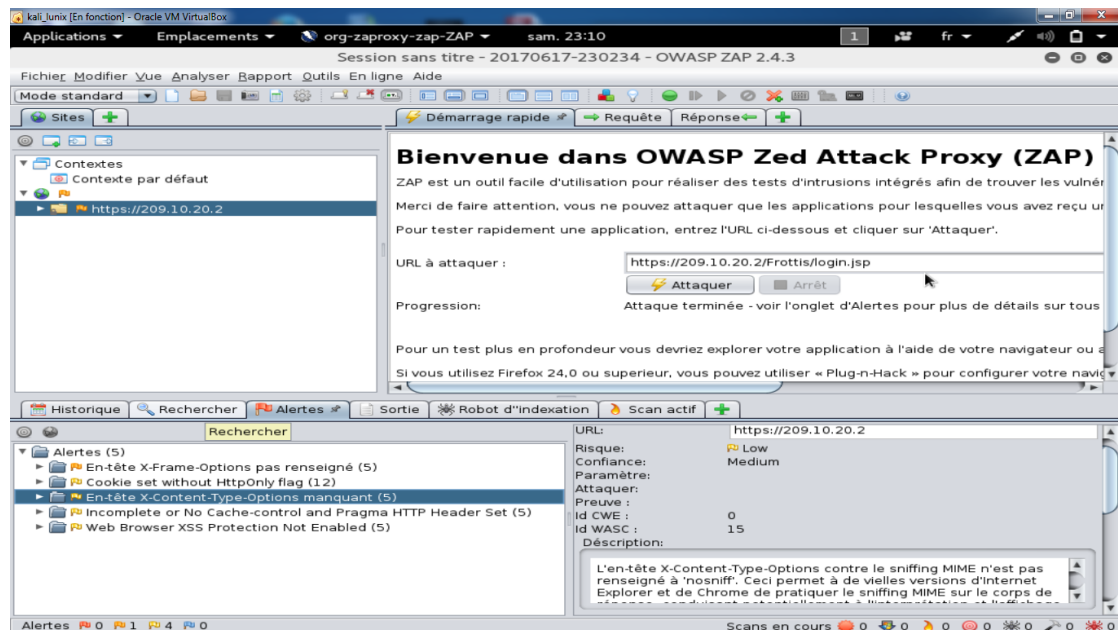 kali_lunix [En fonction] - Oracle VM VirtualBox
Applications Emplacements org-zaproxy-zap-ZAP sam. 23:10 1 fr
Session sans titre - 20170617-230234 - OWASP ZAP 2.4.3
Fichier Modifier Vue Analyser Rapport Outils En ligne Aide
Mode standard
Sites
Démarrage rapide Requête Réponse
Contextes
Contexte par défaut
https://209.10.20.2
Bienvenue dans OWASP Zed Attack Proxy (ZAP)
ZAP est un outil facile d'utilisation pour réaliser des tests d'intrusions intégrés afin de trouver les vulnér
Merci de faire attention, vous ne pouvez attaquer que les applications pour lesquelles vous avez reçu un
Pour tester rapidement une application, entrez l'URL ci-dessous et cliquer sur 'Attaquer'.
URL à attaquer : https://209.10.20.2/Frottis/login.jsp
Attaquer Arrêt
Progression: Attaque terminée - voir l'onglet d'Alertes pour plus de détails sur tous
Pour un test plus en profondeur vous devriez explorer votre application à l'aide de votre navigateur ou a
Si vous utilisez Firefox 24,0 ou superieur, vous pouvez utiliser « Plug-n-Hack » pour configurer votre navig
Historique Rechercher Alertes Sortie Robot d''indexation Scan actif
Rechercher
Alertes (5)
En-tête X-Frame-Options pas renseigné (5)
Cookie set without HttpOnly flag (12)
En-tête X-Content-Type-Options manquant (5)
Incomplete or No Cache-control and Pragma HTTP Header Set (5)
Web Browser XSS Protection Not Enabled (5)
URL: https://209.10.20.2
Risque: Low
Confiance: Medium
Paramètre:
Attaquer:
Preuve :
Id CWE : 0
Id WASC : 15
Déscription:
L'en-tête X-Content-Type-Options contre le sniffing MIME n'est pas
renseigné à 'nosniff'. Ceci permet à de vielles versions d'Internet
Explorer et de Chrome de pratiquer le sniffing MIME sur le corps de
Alertes 0 1 4 0 Scans en cours 0 0 0 0 0 0 0